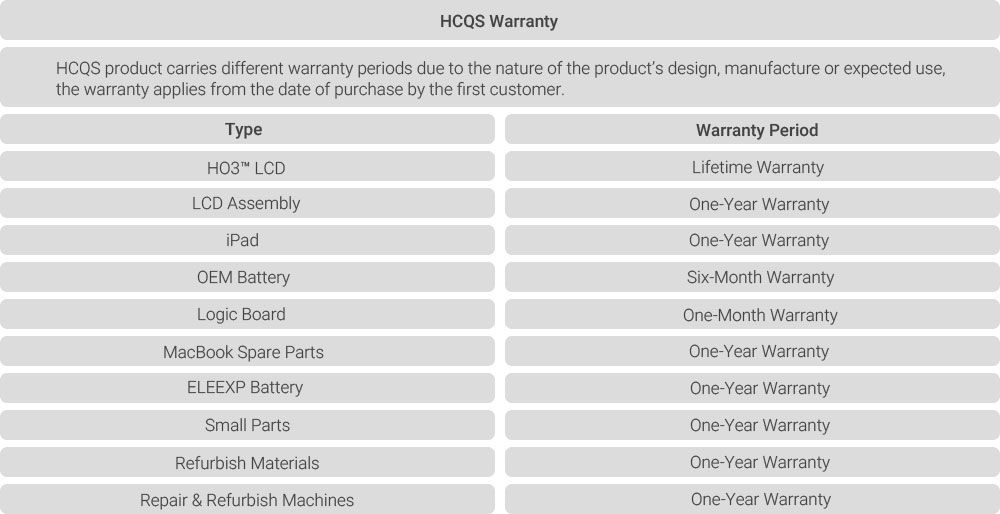 HCQS Warranty
HCQS product carries different warranty periods due to the nature of the product's design, manufacture or expected use,
the warranty applies from the date of purchase by the first customer.
Type Warranty Period
HO3™ LCD Lifetime Warranty
LCD Assembly One-Year Warranty
iPad One-Year Warranty
OEM Battery Six-Month Warranty
Logic Board One-Month Warranty
MacBook Spare Parts One-Year Warranty
ELEEXP Battery One-Year Warranty
Small Parts One-Year Warranty
Refurbish Materials One-Year Warranty
Repair & Refurbish Machines One-Year Warranty